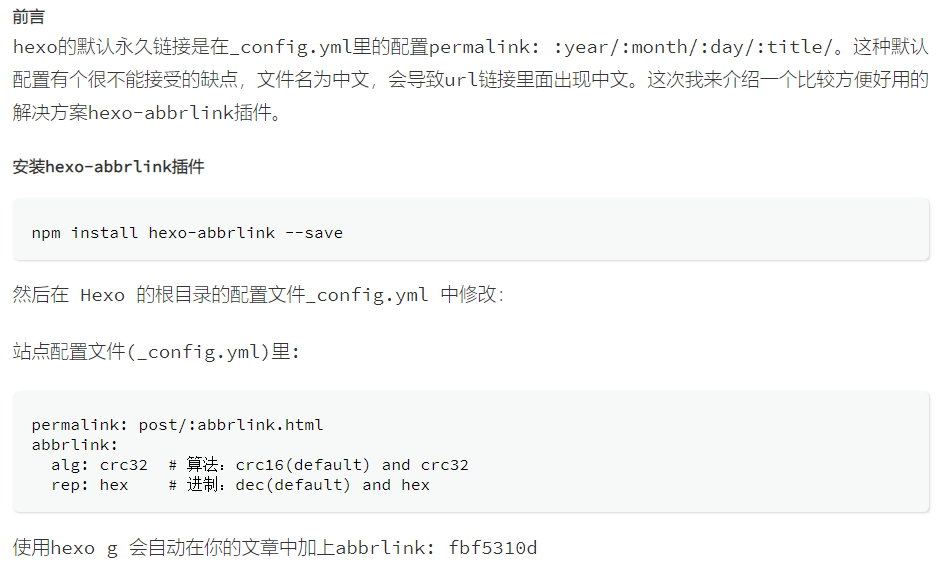 前言
hexo的默认永久链接是在_config.yml里的配置permalink: :year/:month/:day/:title/。这种默认
配置有个很不能接受的缺点，文件名为中文，会导致url链接里面出现中文。这次我来介绍一个比较方便好用的
解决方案hexo-abbrlink插件。
安装hexo-abbrlink插件
npm install hexo-abbrlink --save
然后在 Hexo 的根目录的配置文件_config.yml 中修改：
站点配置文件(_config.yml)里:
permalink: post/:abbrlink.html
abbrlink:
  alg: crc32  # 算法：crc16(default) and crc32
  rep: hex    # 进制：dec(default) and hex
使用hexo g 会自动在你的文章中加上abbrlink: fbf5310d